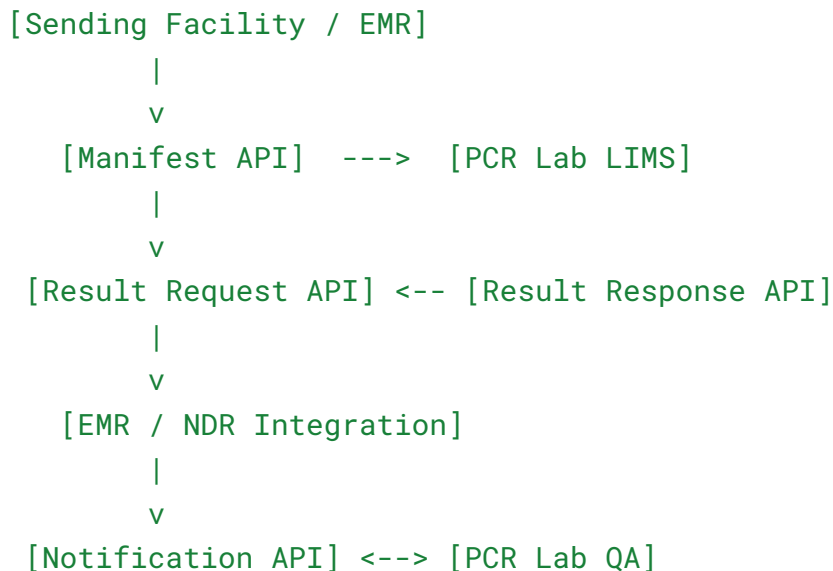 [Sending Facility / EMR]
|
v
[Manifest API] ---> [PCR Lab LIMS]
|
v
[Result Request API] <-- [Result Response API]
|
v
[EMR / NDR Integration]
|
v
[Notification API] <--> [PCR Lab QA]